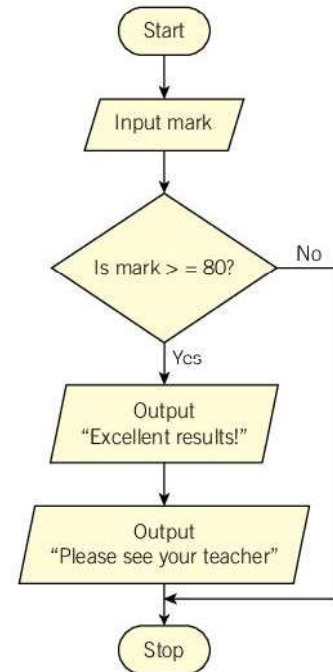 Start
Input mark
Is mark > = 80?
No
Yes
Output
“Excellent results!”
Output
“Please see your teacher”
Stop